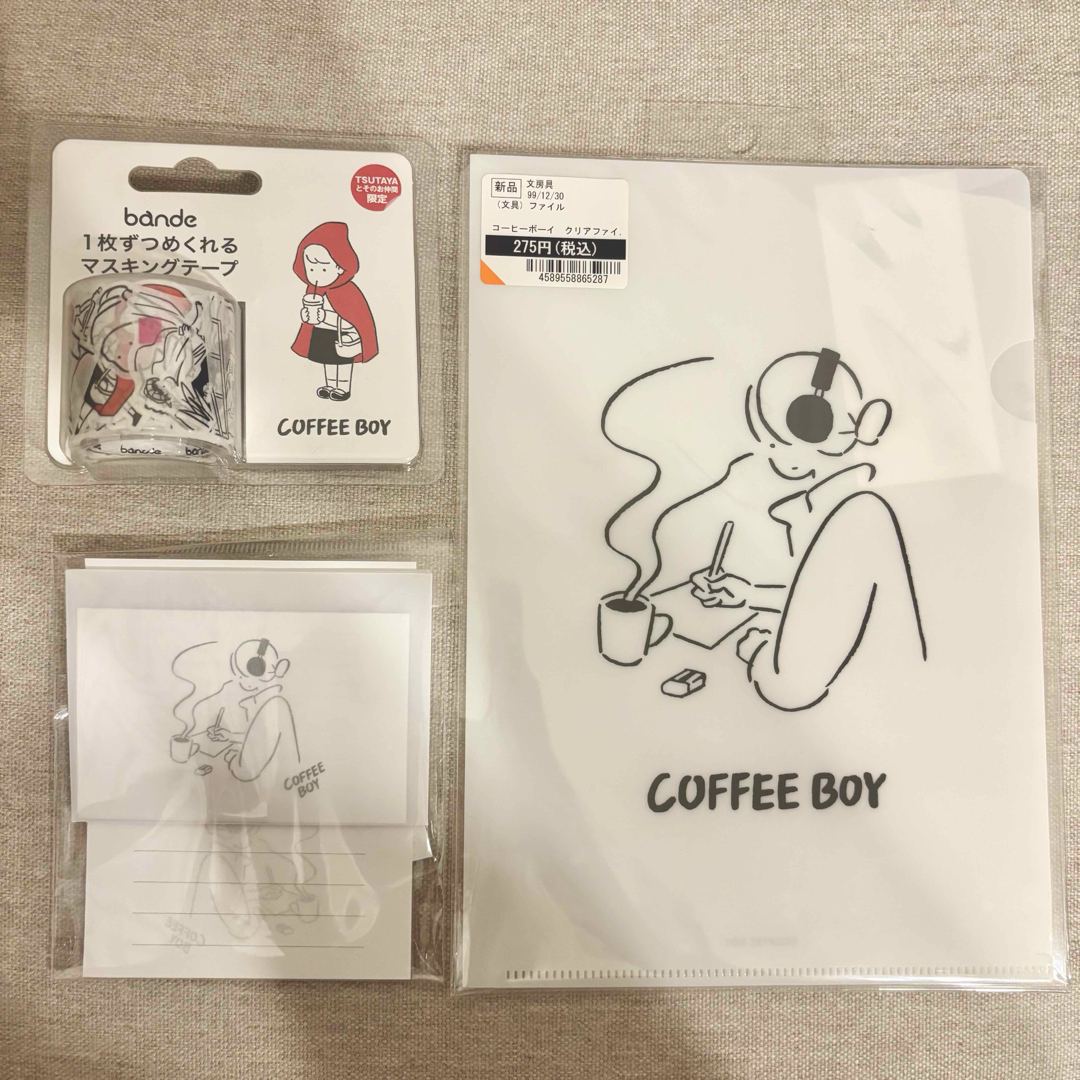 TSUTAYA
とそのお仲間
限定
bande
1枚ずつめくれる
マスキングテープ
COFFEE BOY
bande
新品 文房具
99/12/30
(文具) ファイル
コーヒーボーイ クリアファイ.
275円(税込)
4589558865287
COFFEE BOY
COFFEE
BOY
COFFEE
BOY